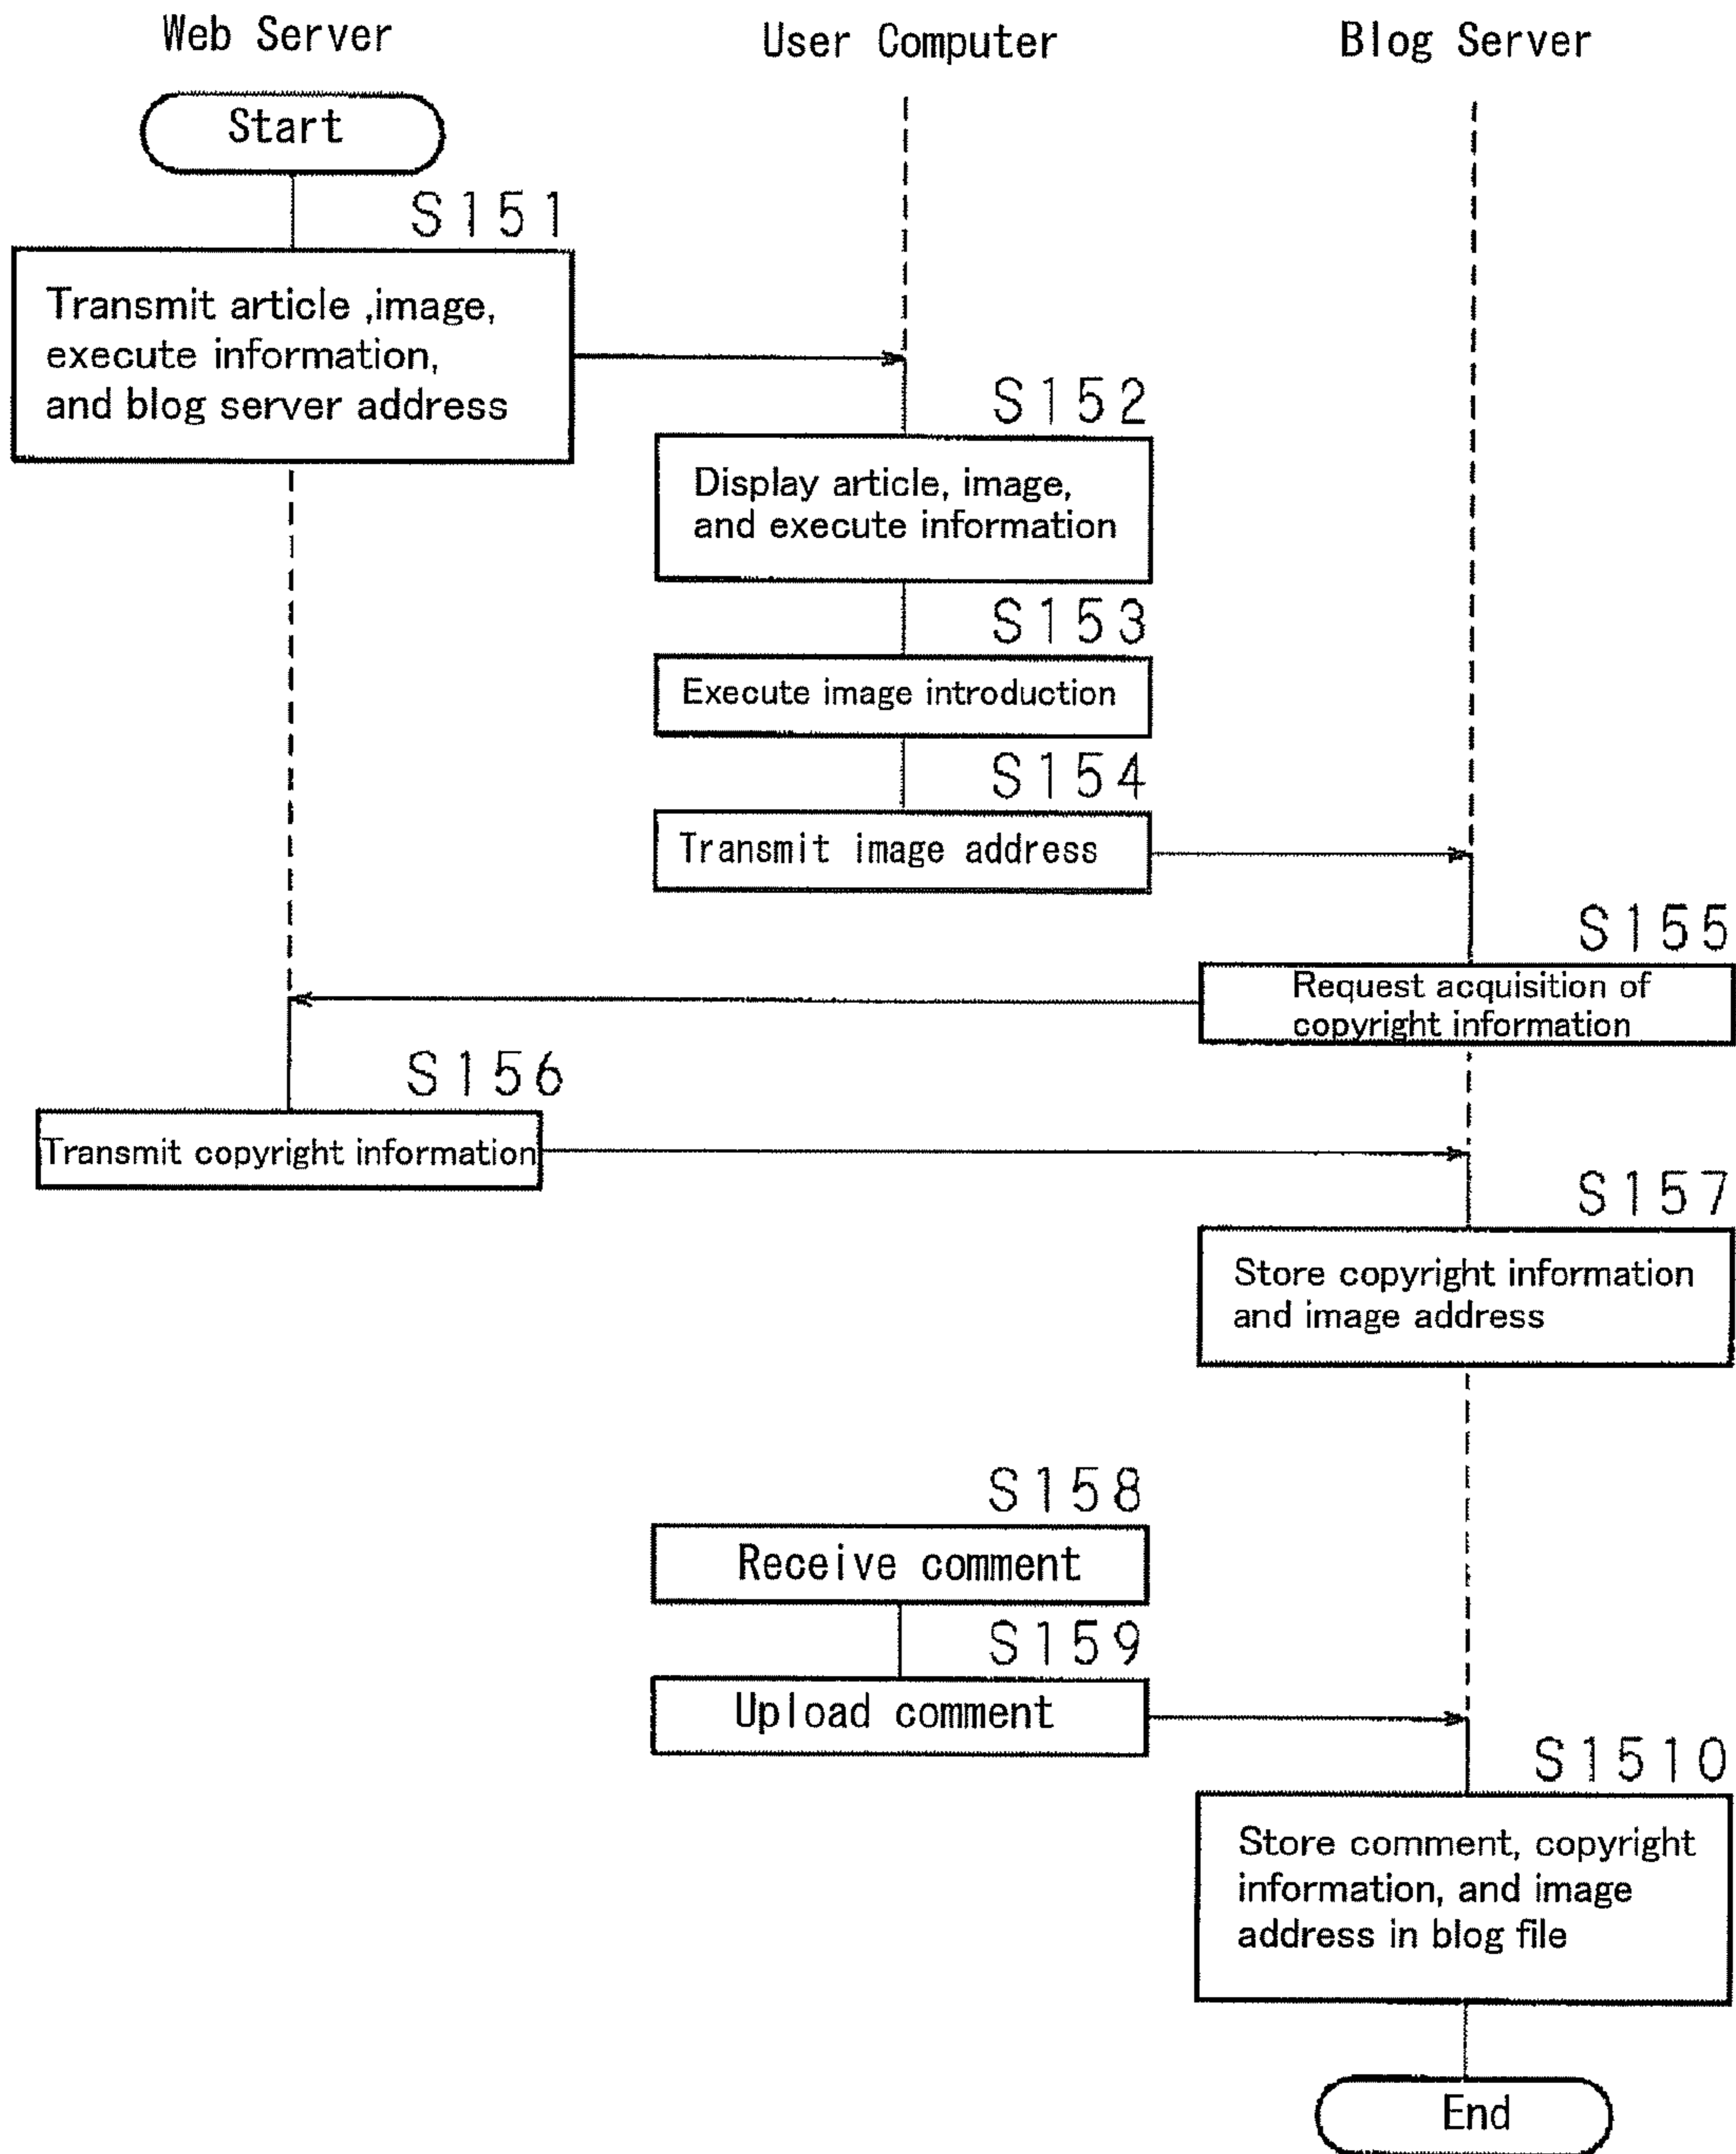 Web Server
User Computer
Blog Server
Start
S151
Transmit article ,image,
execute information,
and blog server address
S152
Display article, image,
and execute information
S153
Execute image introduction
S154
Transmit image address
S155
Request acquisition of
copyright information
S156
Transmit copyright information
S157
Store copyright information
and image address
S158
Receive comment
S159
Upload comment
S1510
Store comment, copyright
information, and image
address in blog file
End